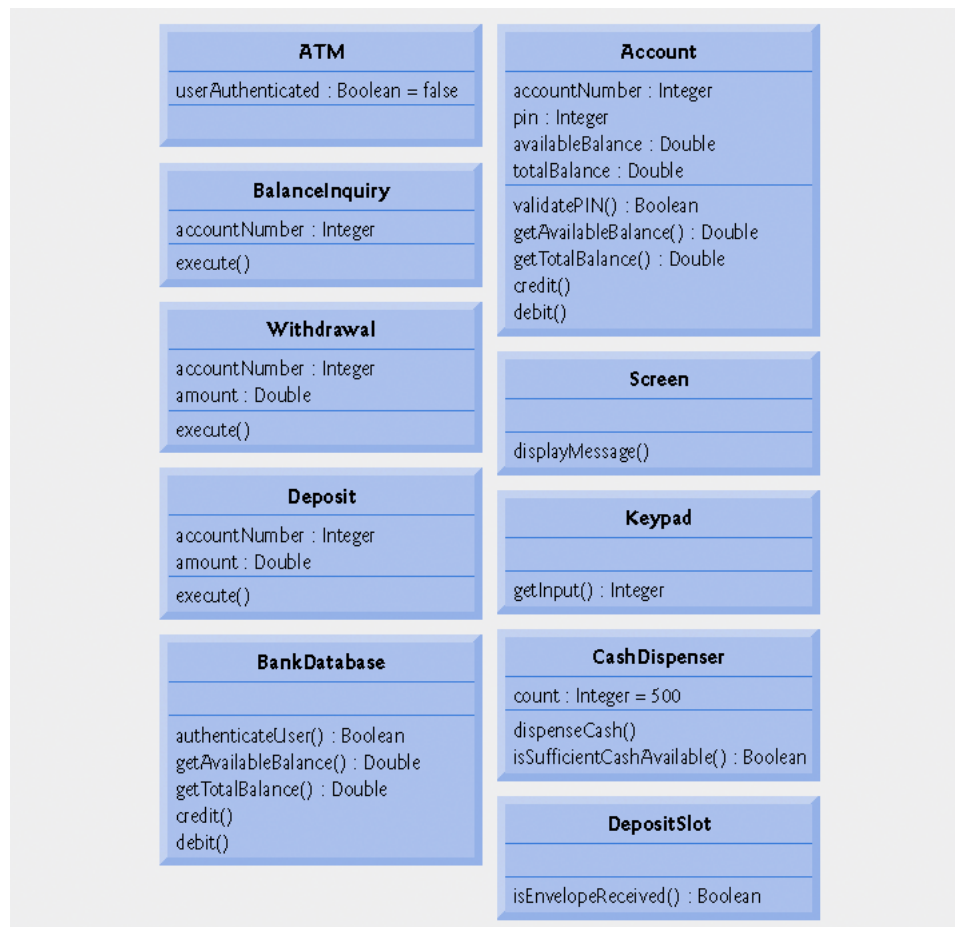 ATM
userAuthenticated : Boolean = false
BalanceInquiry
accountNumber : Integer
execute()
Withdrawal
accountNumber : Integer
amount : Double
execute()
Deposit
accountNumber : Integer
amount : Double
execute()
BankDatabase
authenticateUser() : Boolean
getAvailableBalance() : Double
getTotalBalance() : Double
credit()
debit()
Account
accountNumber : Integer
pin : Integer
availableBalance : Double
totalBalance : Double
validatePIN() : Boolean
getAvailableBalance() : Double
getTotalBalance() : Double
credit()
debit()
Screen
displayMessage()
Keypad
getInput() : Integer
CashDispenser
count : Integer = 500
dispenseCash()
isSufficientCashAvailable() : Boolean
DepositSlot
isEnvelopeReceived() : Boolean